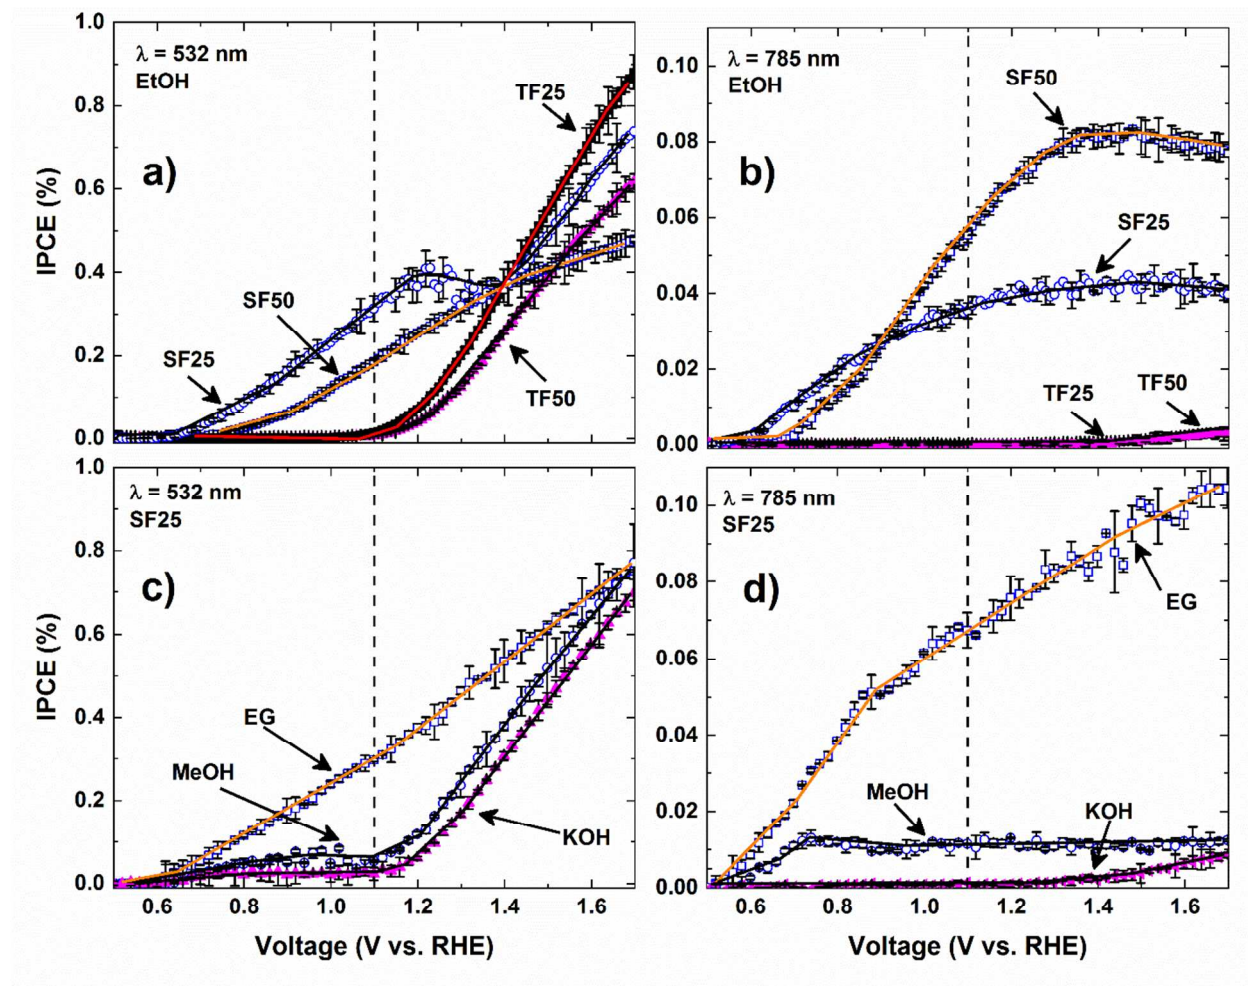 λ = 532 nm
EtOH
a)
TF25
SF50
SF25
TF50
IPCE (%)
1.0
0.8
0.6
0.4
0.2
0.0
λ = 785 nm
EtOH
b)
SF50
SF25
TF25
TF50
0.10
0.08
0.06
0.04
0.02
0.00
λ = 532 nm
SF25
c)
EG
MeOH
KOH
IPCE (%)
1.0
0.8
0.6
0.4
0.2
0.0
0.6 0.8 1.0 1.2 1.4 1.6
Voltage (V vs. RHE)
λ = 785 nm
SF25
d)
EG
MeOH
KOH
0.10
0.08
0.06
0.04
0.02
0.00
0.6 0.8 1.0 1.2 1.4 1.6
Voltage (V vs. RHE)